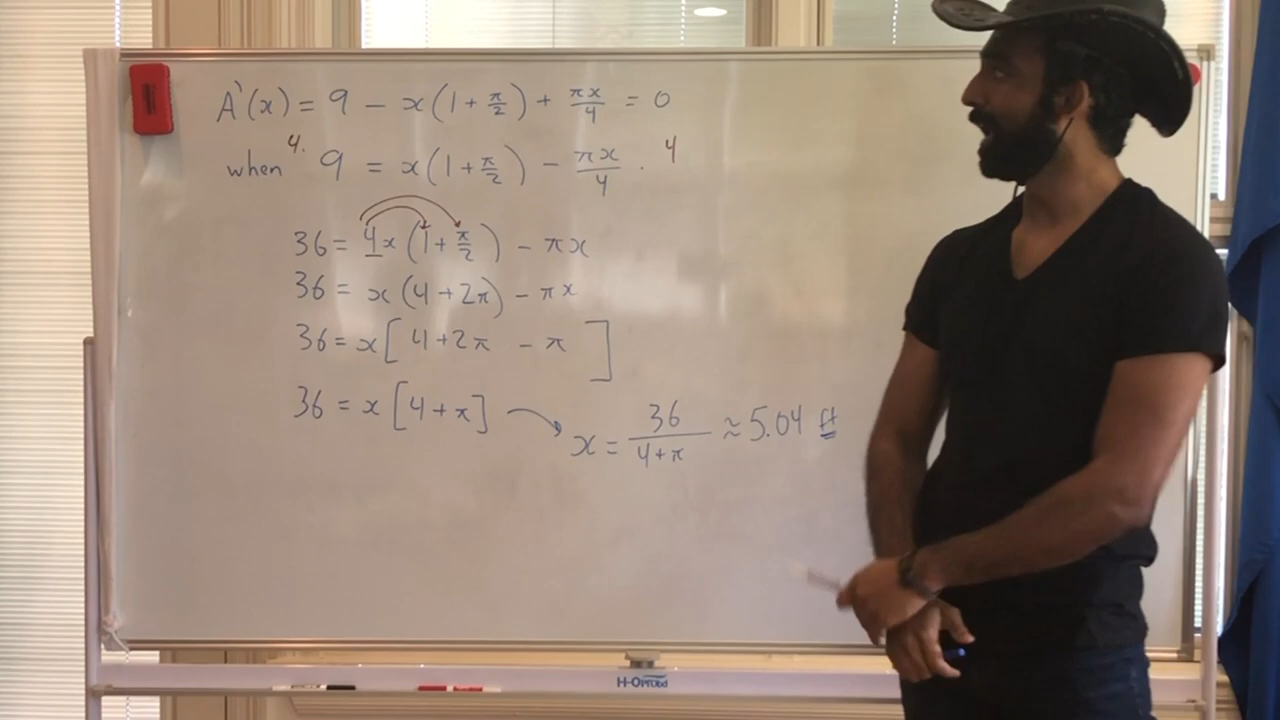 A'(x) = 9 − x(1 + π/2) + πx/4 = 0
when 4· 9 = x(1 + π/2) − πx/4 · 4
36 = 4x(1 + π/2) − πx
36 = x(4 + 2π) − πx
36 = x[4 + 2π − π]
36 = x[4 + π]
x = 36/(4 + π) ≈ 5.04 ft